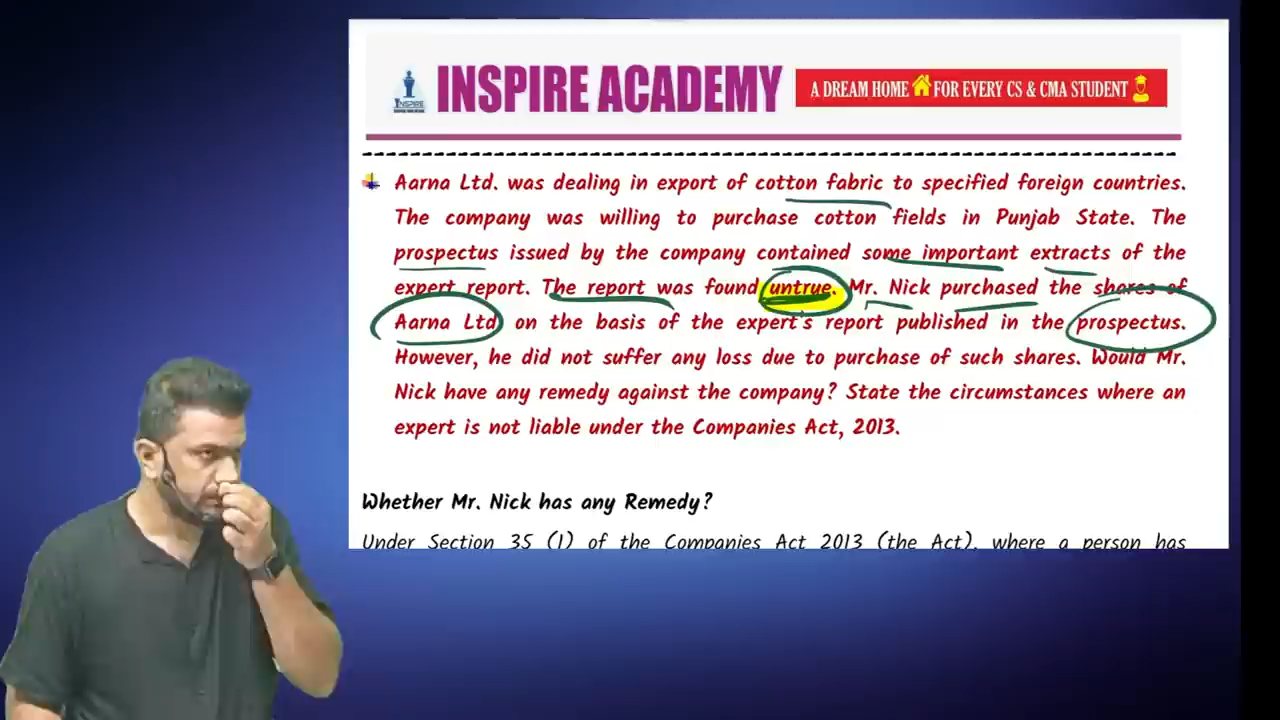 INSPIRE
INSPIRE ACADEMY
A DREAM HOME FOR EVERY CS & CMA STUDENT
Aarna Ltd. was dealing in export of cotton fabric to specified foreign countries.
The company was willing to purchase cotton fields in Punjab State. The
prospectus issued by the company contained some important extracts of the
expert report. The report was found untrue. Mr. Nick purchased the shares of
Aarna Ltd on the basis of the expert's report published in the prospectus.
However, he did not suffer any loss due to purchase of such shares. Would Mr.
Nick have any remedy against the company? State the circumstances where an
expert is not liable under the Companies Act, 2013.
Whether Mr. Nick has any Remedy?
Under Section 35 (1) of the Companies Act 2013 (the Act), where a person has